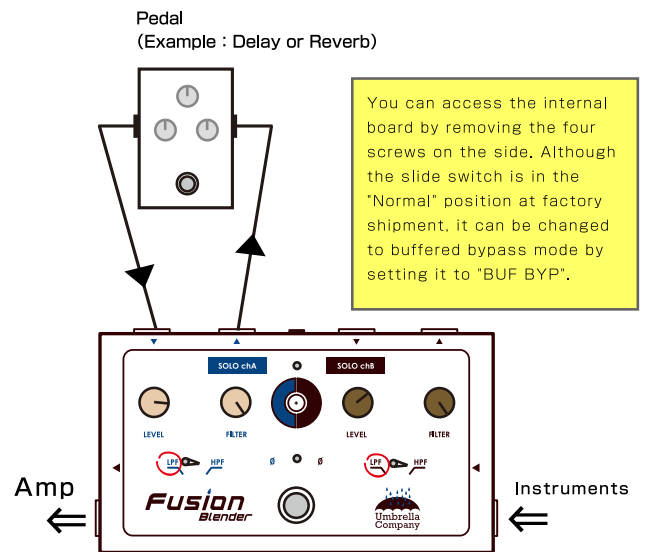 Pedal
(Example : Delay or Reverb)
You can access the internal
board by removing the four
screws on the side. Although
the slide switch is in the
"Normal" position at factory
shipment, it can be changed
to buffered bypass mode by
setting it to "BUF BYP".
SOLO chA
SOLO chB
LEVEL
FILTER
LEVEL
FILTER
LPF
HPF
Ø
Ø
LPF
HPF
Amp
Instruments
Fusion
Blender
Umbrella
Company